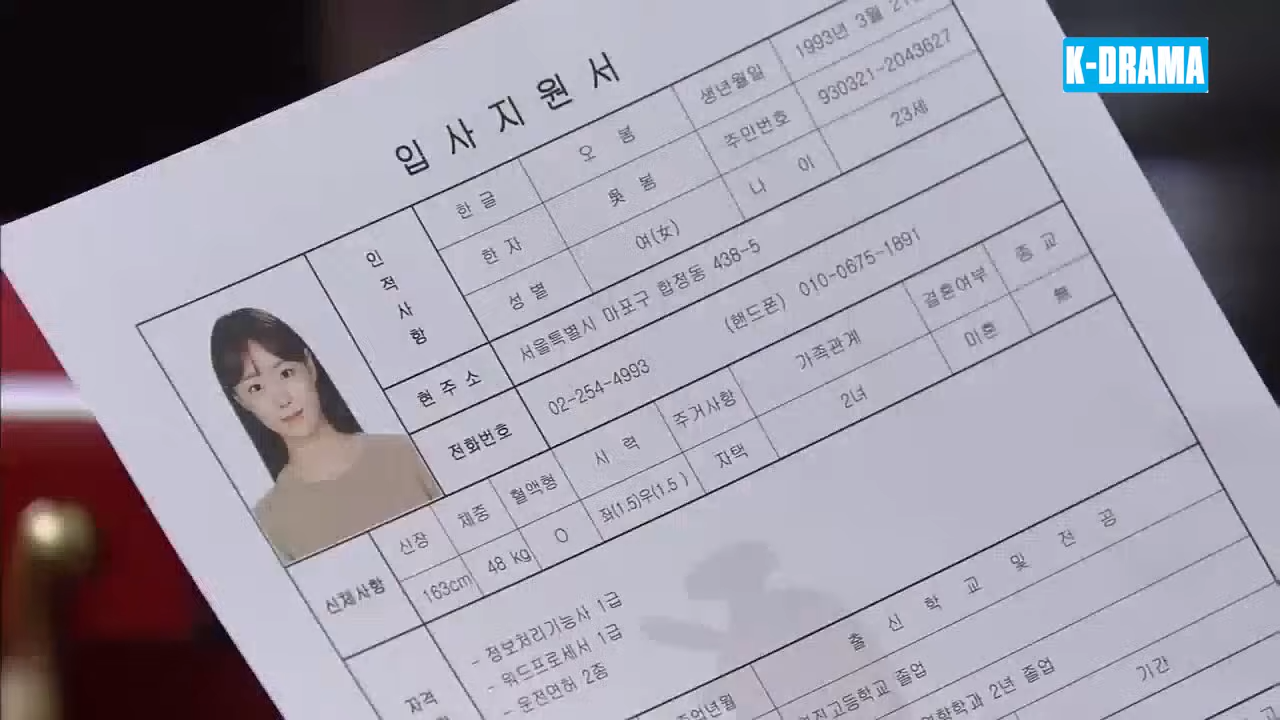 K-DRAMA
입사지원서
인적사항
한글 오 봄 생년월일 1993년 3월
한자 吳 봄 주민번호 930321-2043627
성별 여(女) 나이 23세
현주소 서울특별시 마포구 합정동 438-5
전화번호 02-254-4993 (핸드폰) 010-0675-1891
신체사항
신장 체중 혈액형 시력 주거사항 가족관계 결혼여부 종교
163cm 48 kg O 좌(1.5)우(1.5) 자택 2녀 미혼 無
자격
- 정보처리기능사 1급
- 워드프로세서 1급
- 운전면허 2종
졸업년월 출신학교 및 전공
고등학교 졸업
2년 졸업
기간